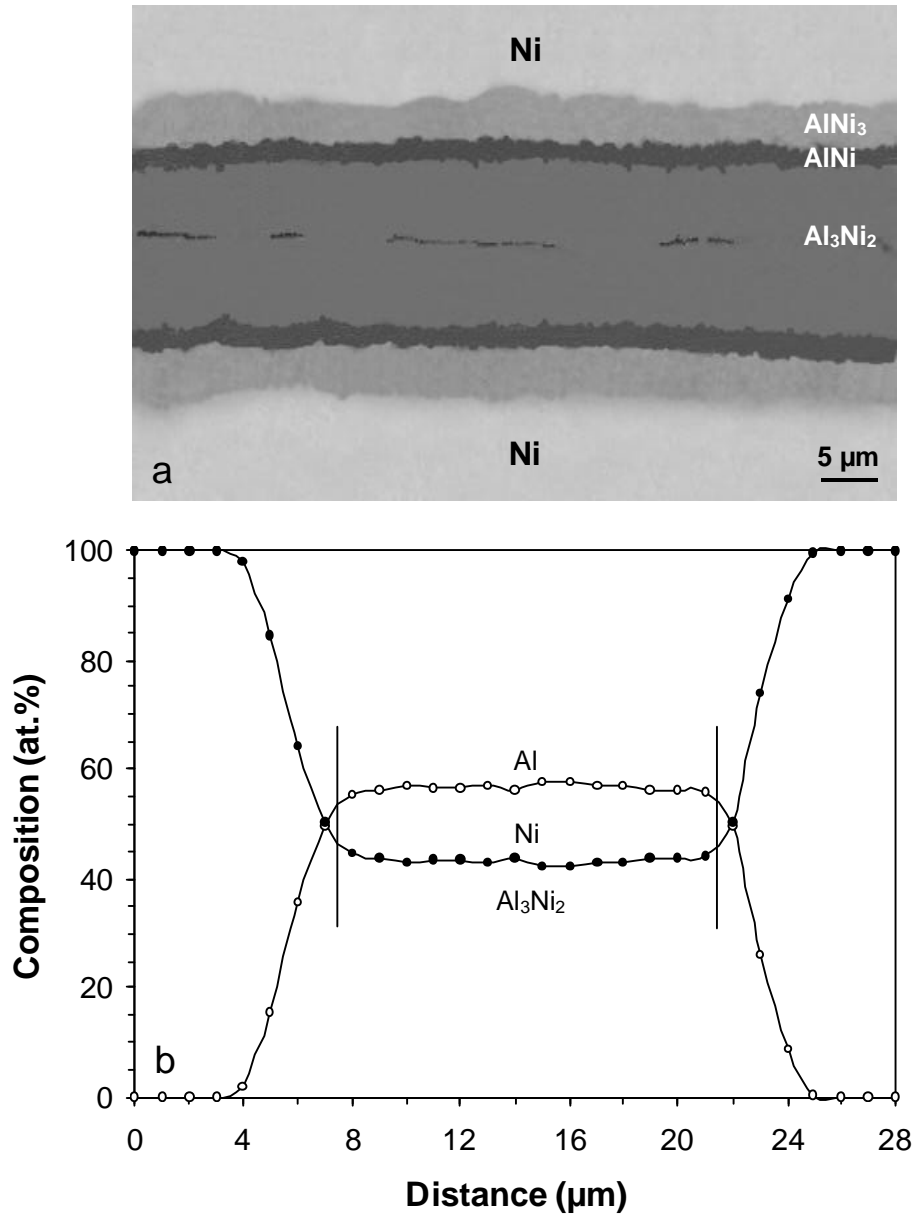 Ni
AlNi₃
AlNi
Al₃Ni₂
Ni
a
5 µm
100
80
60
40
20
0
Composition (at.%)
Al
Ni
Al₃Ni₂
b
0 4 8 12 16 20 24 28
Distance (µm)